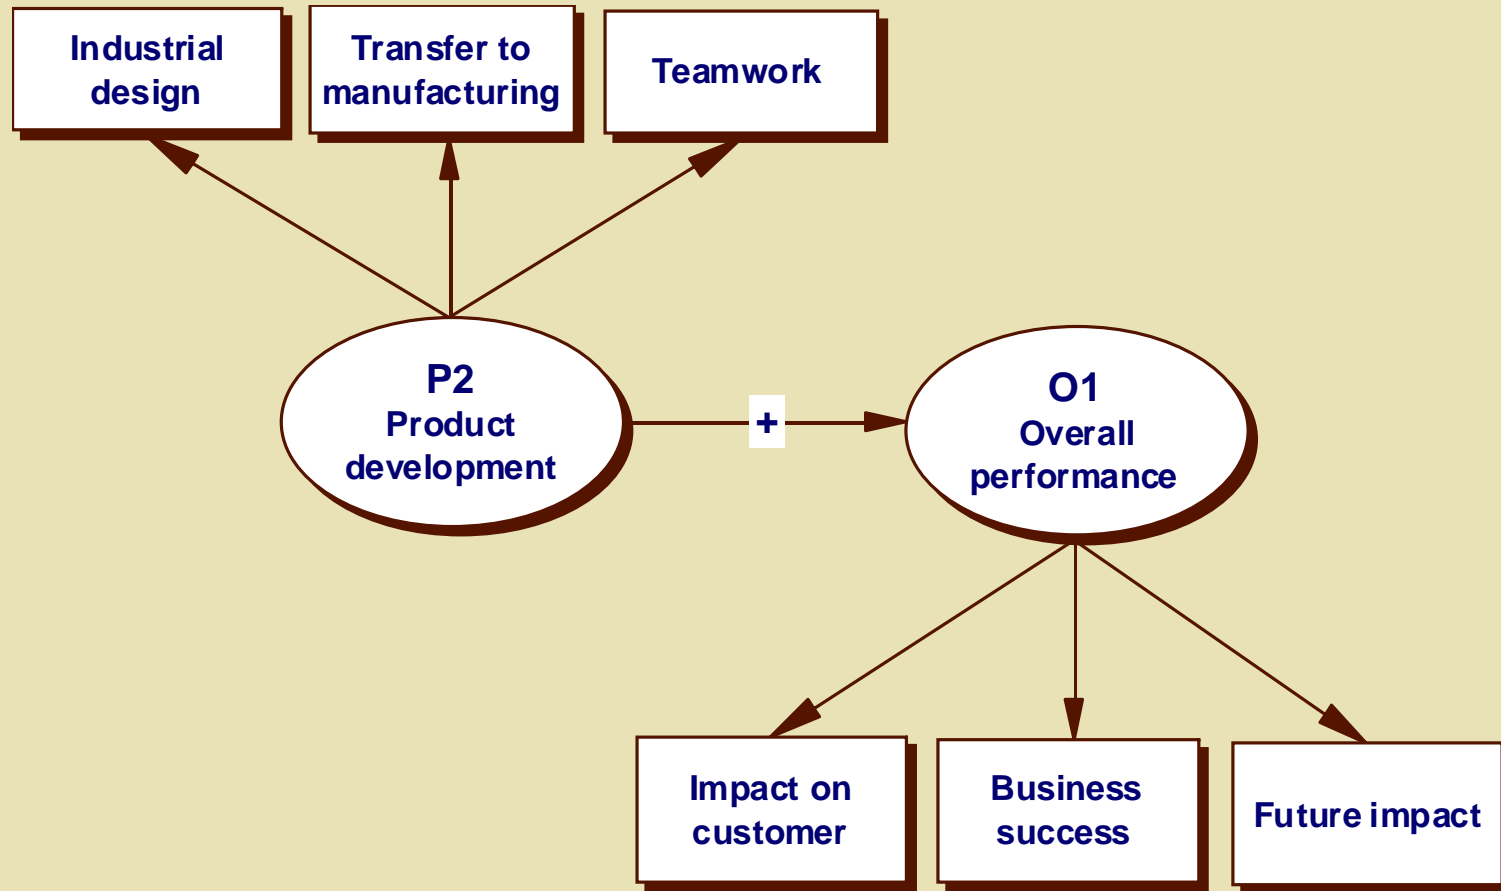 Industrial
design
Transfer to
manufacturing
Teamwork
P2
Product
development
+
O1
Overall
performance
Impact on
customer
Business
success
Future impact